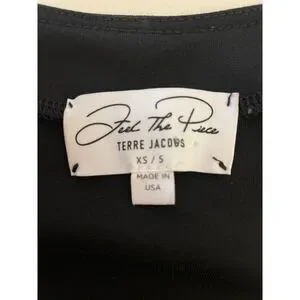 Feel The Piece
TERRE JACOBS
XS / S
MADE IN
USA